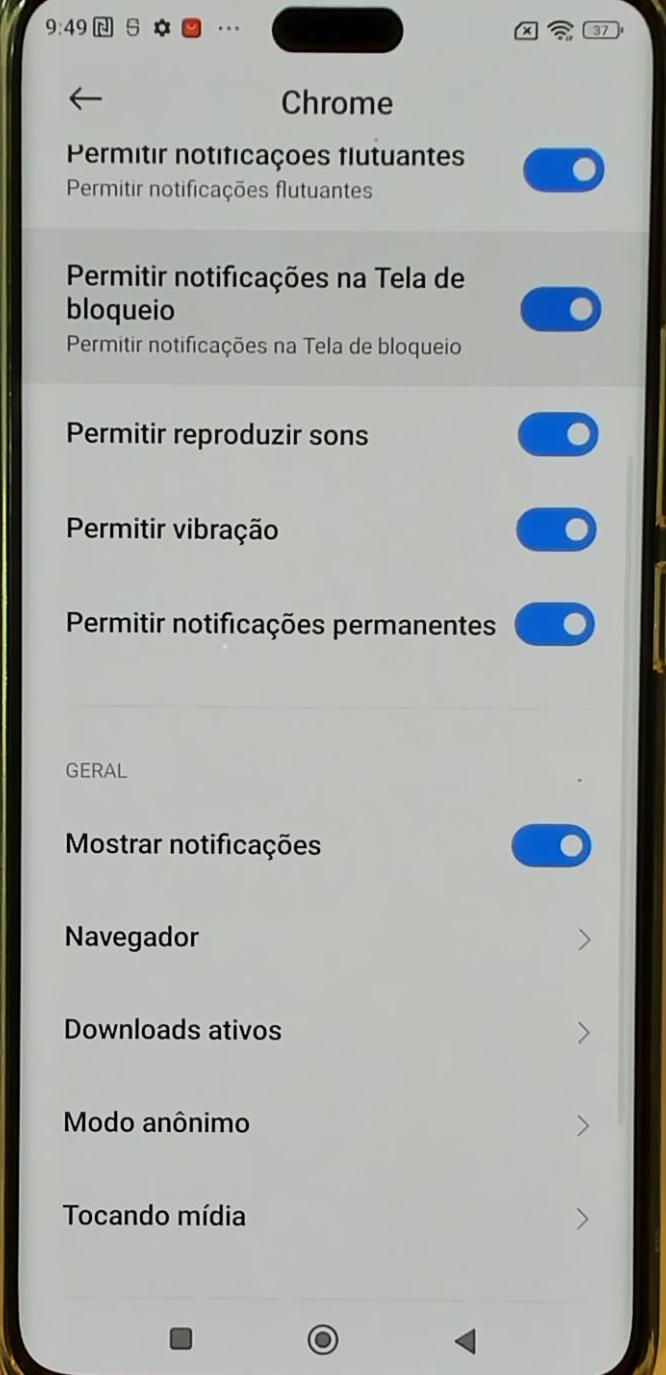 9:49
37
Chrome
Permitir notificações flutuantes
Permitir notificações flutuantes
Permitir notificações na Tela de
bloqueio
Permitir notificações na Tela de bloqueio
Permitir reproduzir sons
Permitir vibração
Permitir notificações permanentes
GERAL
Mostrar notificações
Navegador
Downloads ativos
Modo anônimo
Tocando mídia